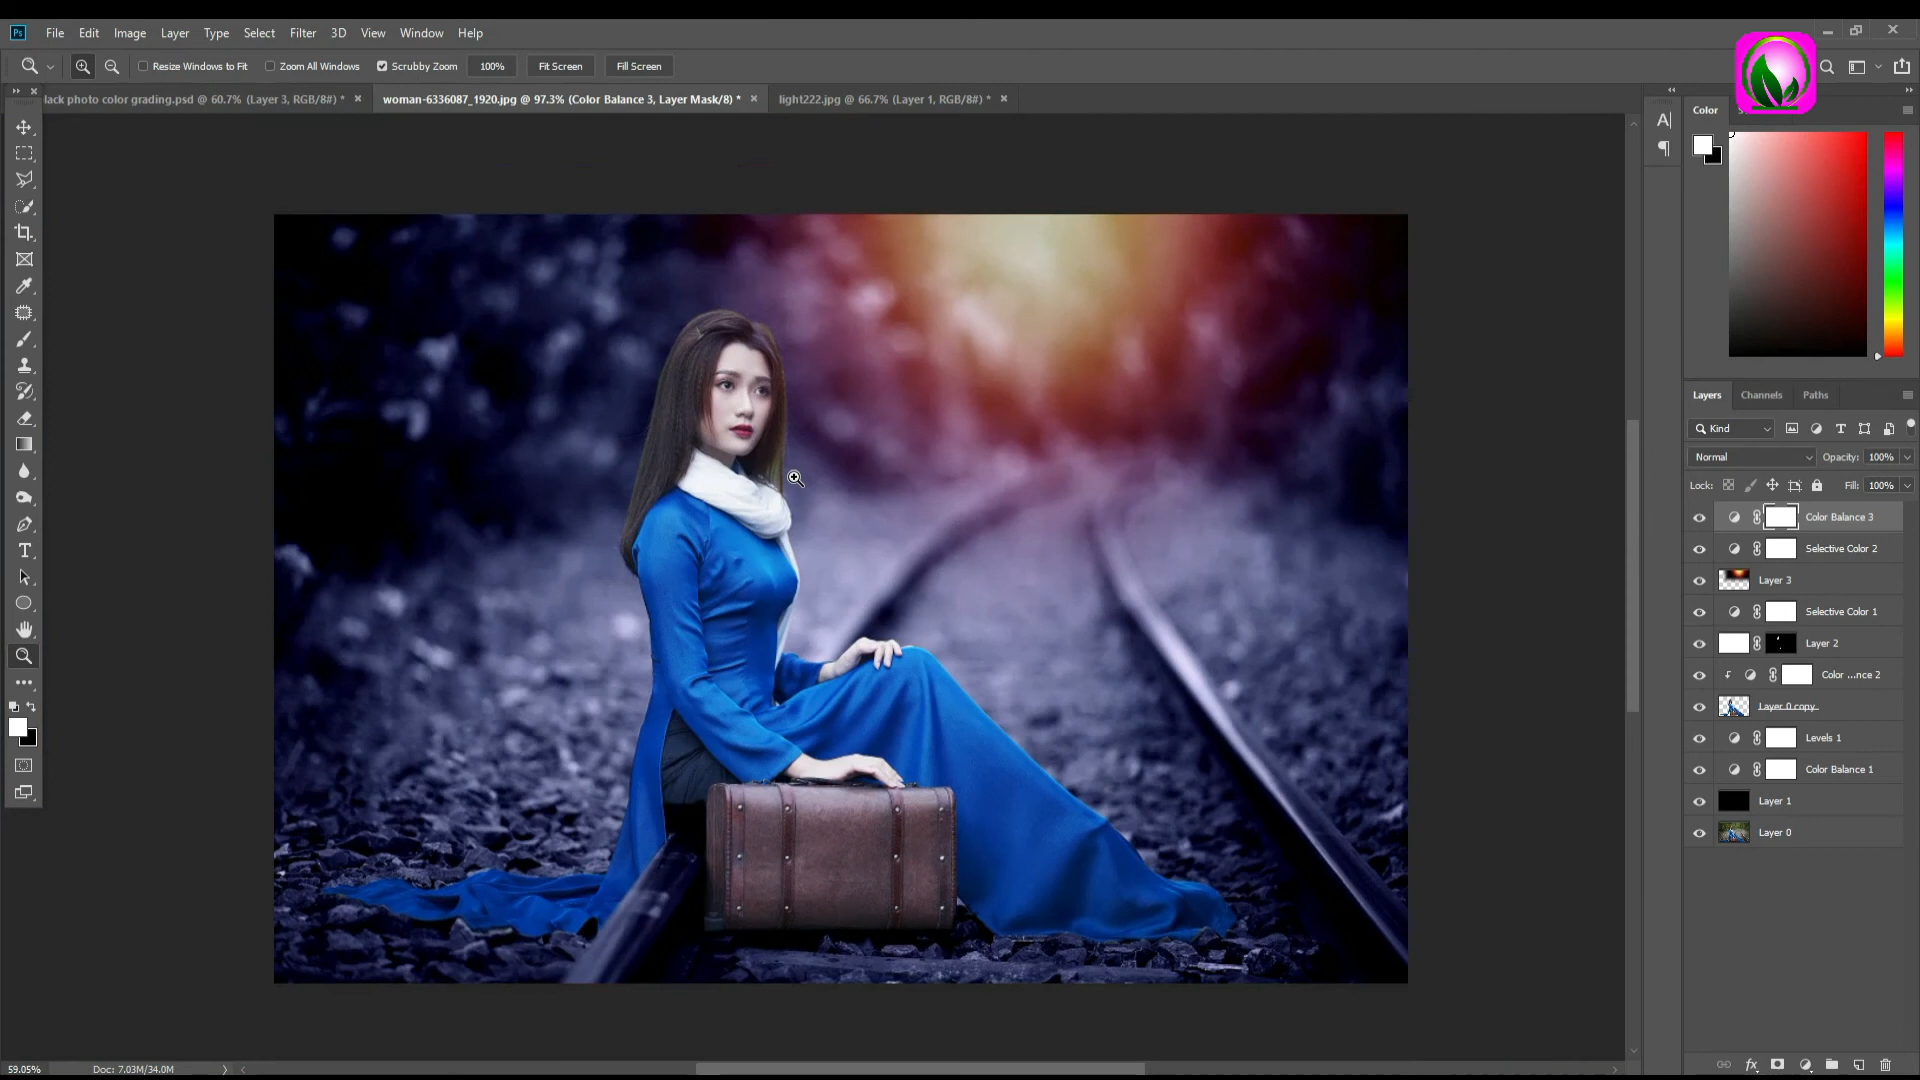 Ps File Edit Image Layer Type Select Filter 3D View Window Help
Resize Windows to Fit Zoom All Windows Scrubby Zoom 100% Fit Screen Fill Screen
lack photo color grading.psd @ 60.7% (Layer 3, RGB/8#) * × woman-6336087_1920.jpg @ 97.3% (Color Balance 3, Layer Mask/8) * × light222.jpg @ 66.7% (Layer 1, RGB/8#) * ×
Color
Layers Channels Paths
Kind
Normal Opacity: 100%
Lock: Fill: 100%
Color Balance 3
Selective Color 2
Layer 3
Selective Color 1
Layer 2
Color ...nce 2
Layer 0 copy
Levels 1
Color Balance 1
Layer 1
Layer 0
59.05% Doc: 7.03M/34.0M